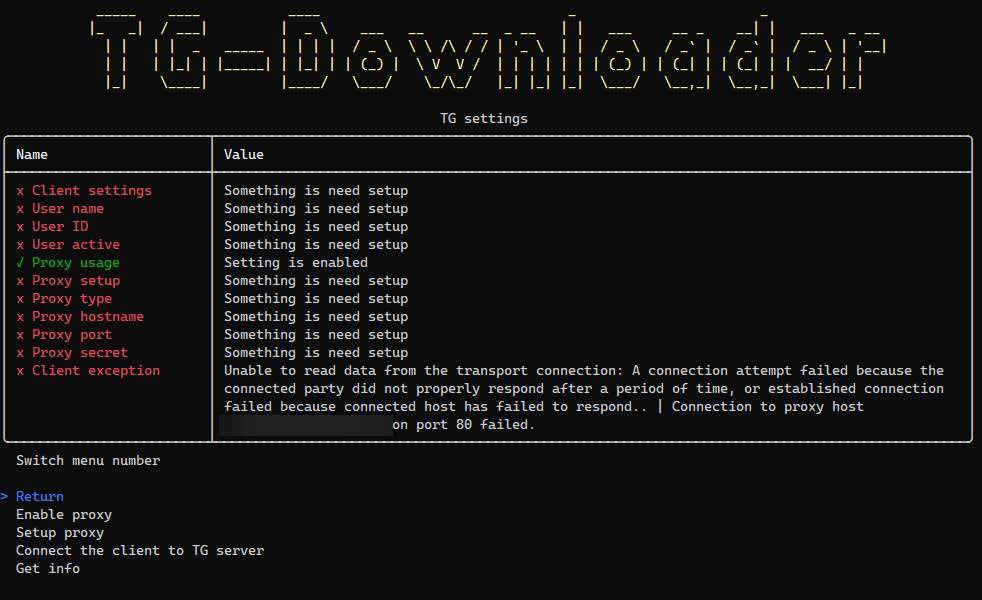 TG-Downloader
TG settings
Name Value
x Client settings Something is need setup
x User name Something is need setup
x User ID Something is need setup
x User active Something is need setup
√ Proxy usage Setting is enabled
x Proxy setup Something is need setup
x Proxy type Something is need setup
x Proxy hostname Something is need setup
x Proxy port Something is need setup
x Proxy secret Something is need setup
x Client exception Unable to read data from the transport connection: A connection attempt failed because the
connected party did not properly respond after a period of time, or established connection
failed because connected host has failed to respond.. | Connection to proxy host
on port 80 failed.
Switch menu number
> Return
Enable proxy
Setup proxy
Connect the client to TG server
Get info